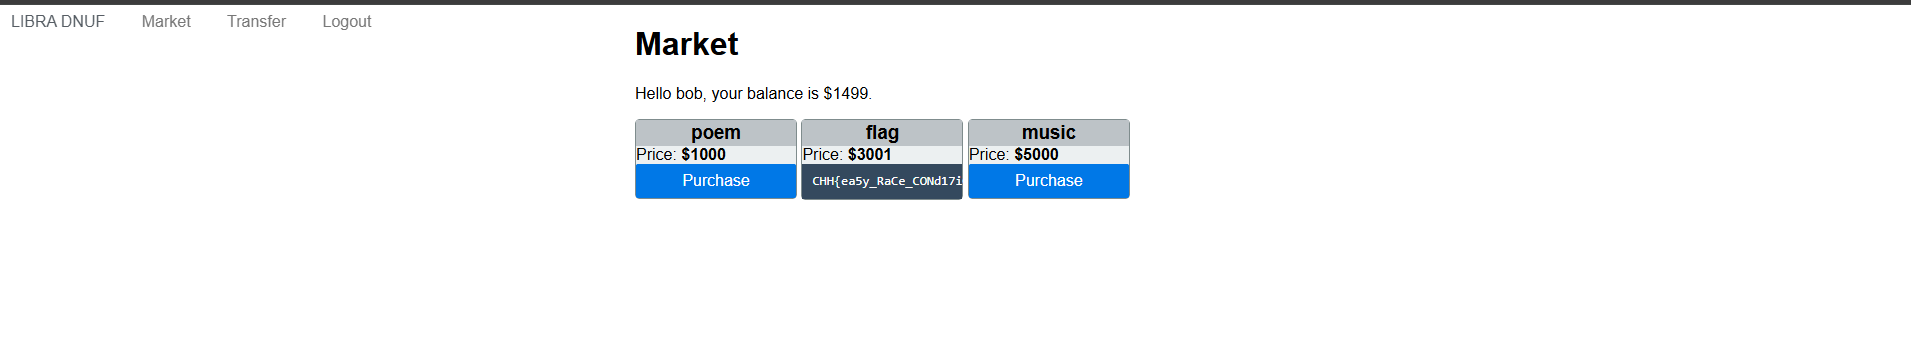 LIBRA DNUF Market Transfer Logout
Market
Hello bob, your balance is $1499.
poem flag music
Price: $1000 Price: $3001 Price: $5000
Purchase CHH{ea5y_RaCe_CONd17i Purchase